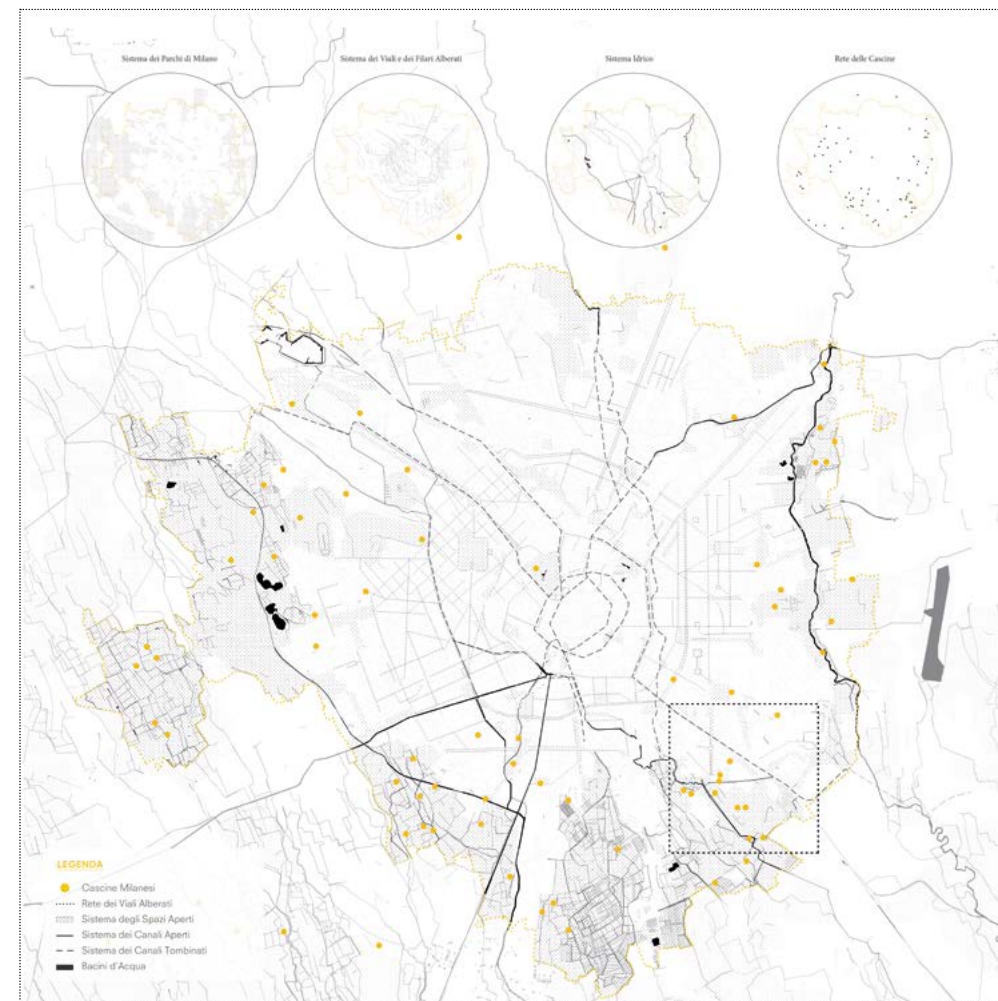 Sistema dei Parchi di Milano
Sistema dei Viali e dei Filari Alberati
Sistema Idrico
Rete delle Cascine
LEGENDA
Cascine Milanesi
Rete dei Viali Alberati
Sistema degli Spazi Aperti
Sistema dei Canali Aperti
Sistema dei Canali Tombinati
Bacini d'Acqua